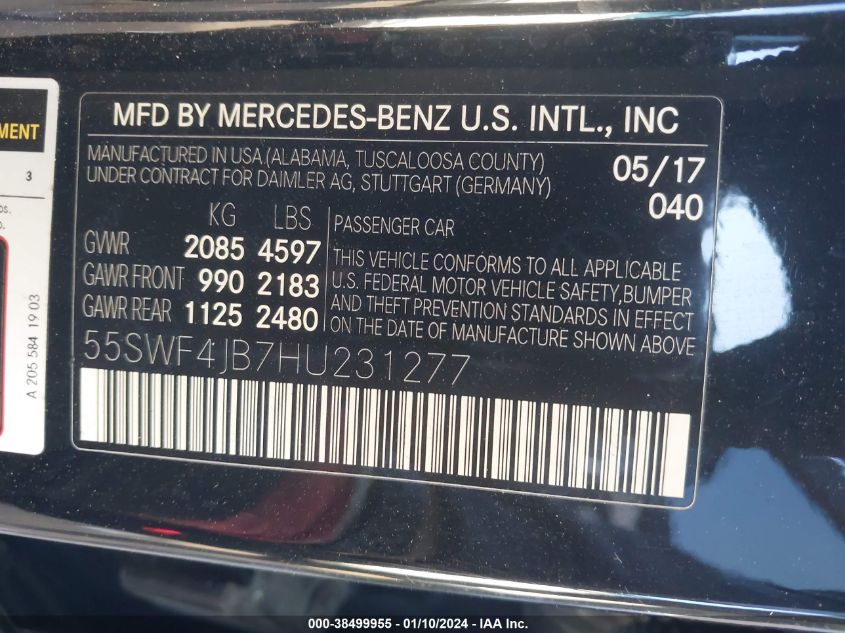 MENT
3
DS.
D.
A 205 584 19 03
MFD BY MERCEDES-BENZ U.S. INTL., INC
MANUFACTURED IN USA (ALABAMA, TUSCALOOSA COUNTY) 05/17
UNDER CONTRACT FOR DAIMLER AG, STUTTGART (GERMANY) 040
KG LBS
GVWR 2085 4597
GAWR FRONT 990 2183
GAWR REAR 1125 2480
PASSENGER CAR
THIS VEHICLE CONFORMS TO ALL APPLICABLE
U.S. FEDERAL MOTOR VEHICLE SAFETY,BUMPER
AND THEFT PREVENTION STANDARDS IN EFFECT
ON THE DATE OF MANUFACTURE SHOWN ABOVE
55SWF4JB7HU231277
000-38499955 - 01/10/2024 - IAA Inc.